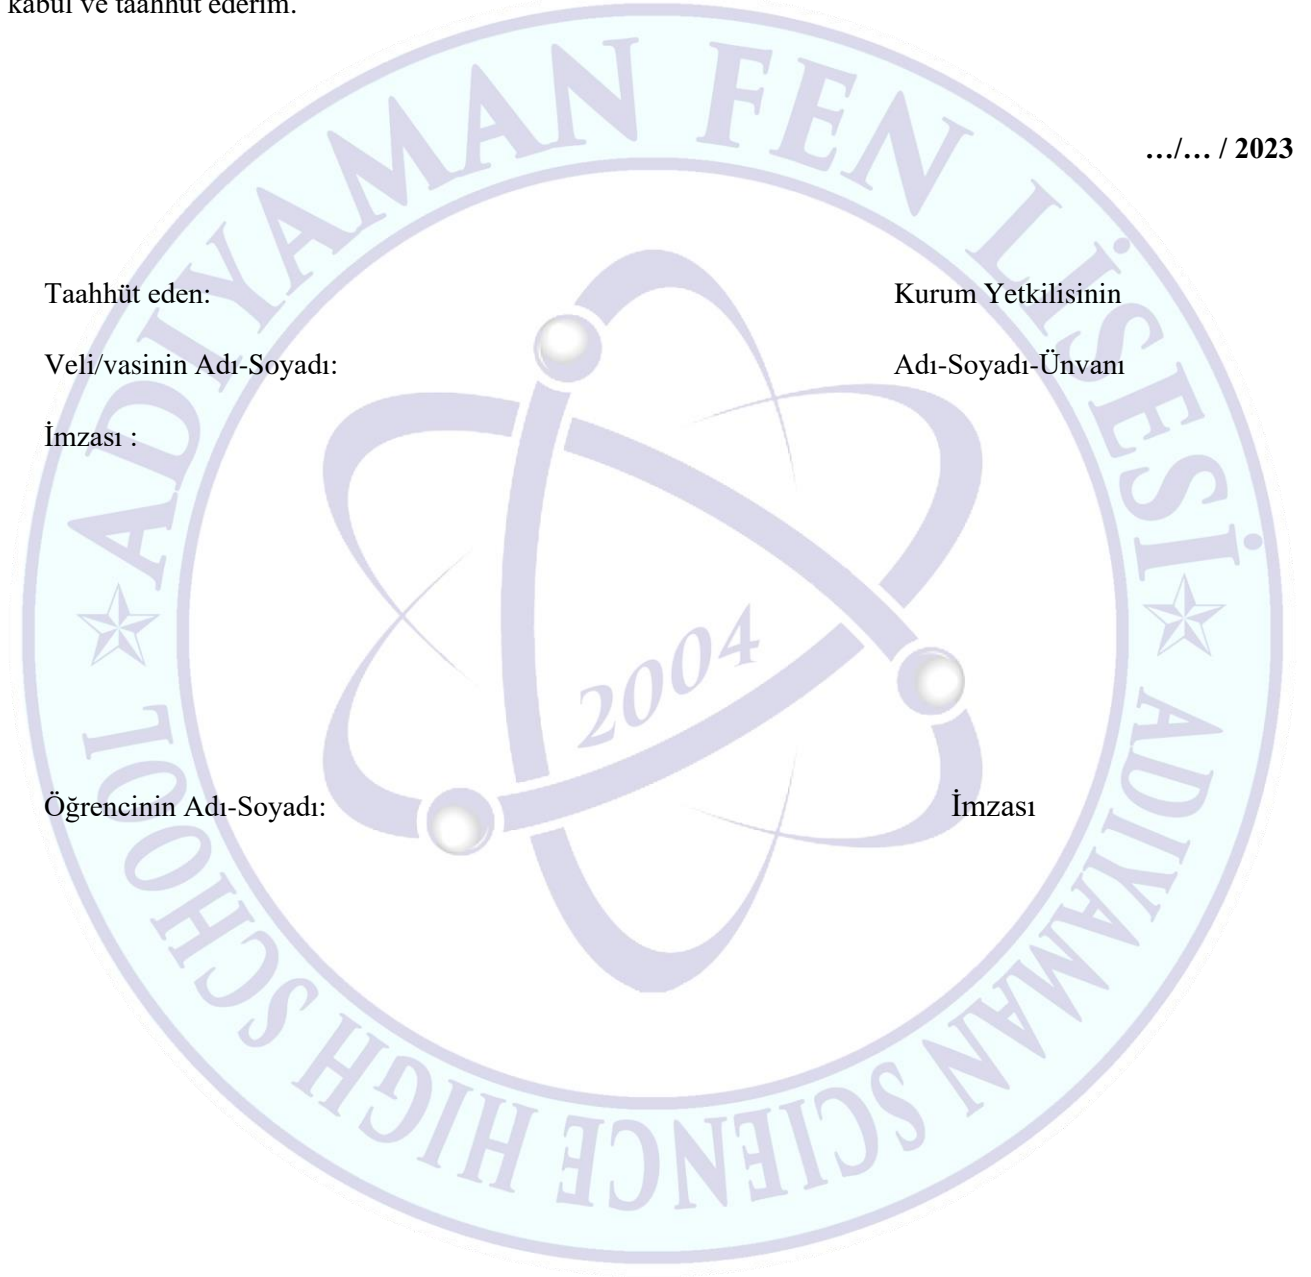 kabul ve taahhüt ederim.
ADIYAMAN FEN LİSESİ
…/… / 2023
Taahhüt eden:
Kurum Yetkilisinin
Veli/vasinin Adı-Soyadı:
Adı-Soyadı-Ünvanı
İmzası :
2004
Öğrencinin Adı-Soyadı:
İmzası
ADIYAMAN SCIENCE HIGH SCHOOL